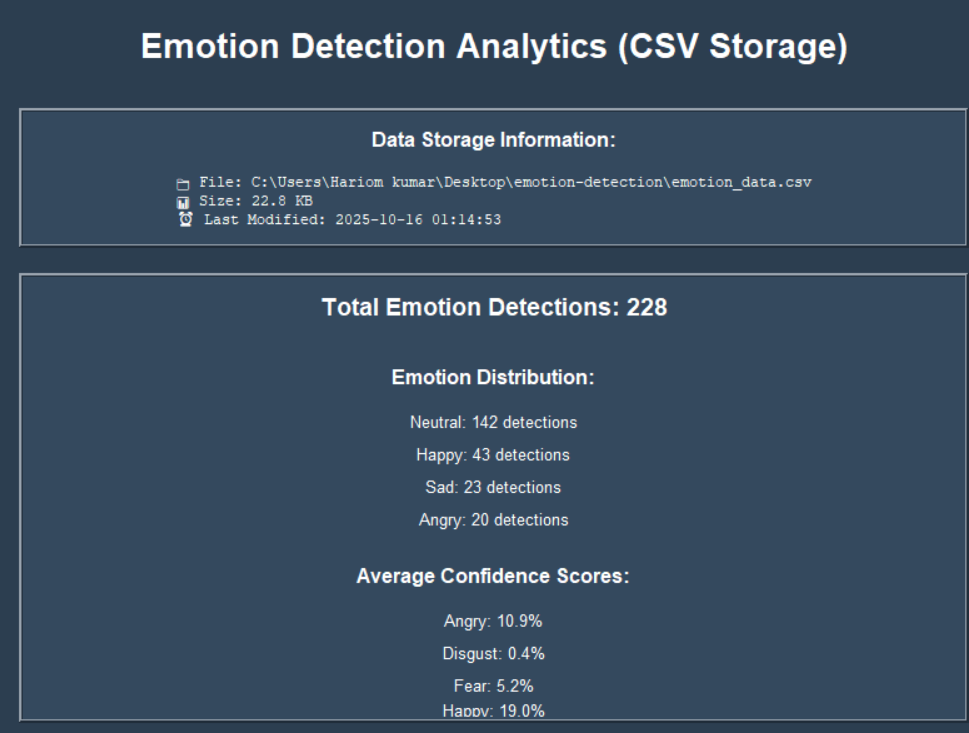 Emotion Detection Analytics (CSV Storage)
Data Storage Information:
File: C:\Users\Hariom kumar\Desktop\emotion-detection\emotion_data.csv
Size: 22.8 KB
Last Modified: 2025-10-16 01:14:53
Total Emotion Detections: 228
Emotion Distribution:
Neutral: 142 detections
Happy: 43 detections
Sad: 23 detections
Angry: 20 detections
Average Confidence Scores:
Angry: 10.9%
Disgust: 0.4%
Fear: 5.2%
Happy: 19.0%